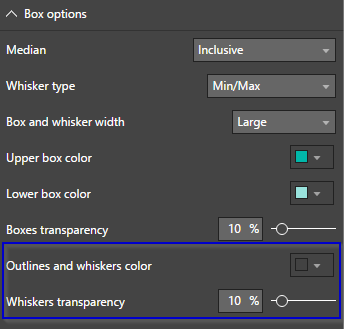 Box options
Median Inclusive
Whisker type Min/Max
Box and whisker width Large
Upper box color
Lower box color
Boxes transparency 10 %
Outlines and whiskers color
Whiskers transparency 10 %